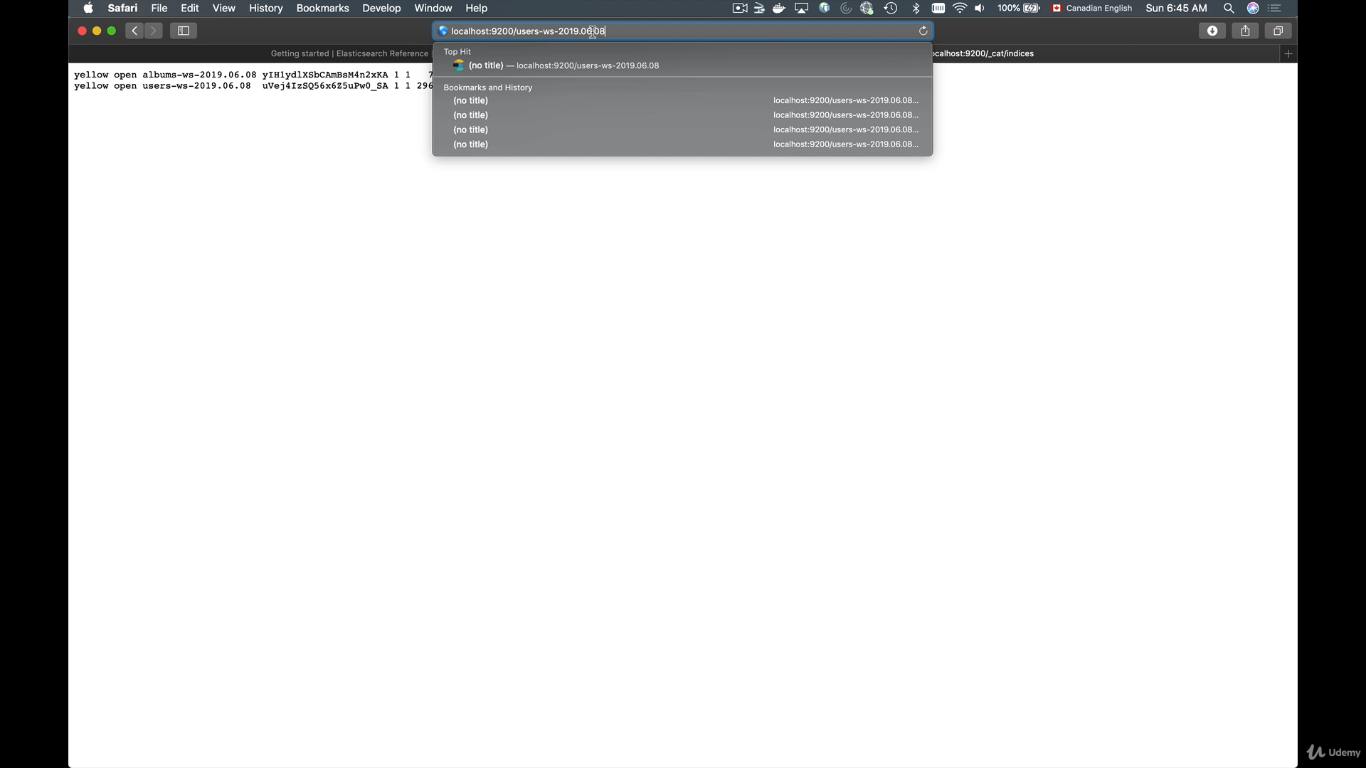 Safari File Edit View History Bookmarks Develop Window Help 100% Canadian English Sun 6:45 AM
localhost:9200/users-ws-2019.06.08
Getting started | Elasticsearch Reference
ocalhost:9200/_cat/indices
Top Hit
(no title) — localhost:9200/users-ws-2019.06.08
Bookmarks and History
(no title) localhost:9200/users-ws-2019.06.08...
(no title) localhost:9200/users-ws-2019.06.08...
(no title) localhost:9200/users-ws-2019.06.08...
(no title) localhost:9200/users-ws-2019.06.08...
yellow open albums-ws-2019.06.08 yIH1ydlXSbCAmBsM4n2xKA 1 1 7
yellow open users-ws-2019.06.08 uVej4IzSQ56x6Z5uPw0_SA 1 1 296
Udemy